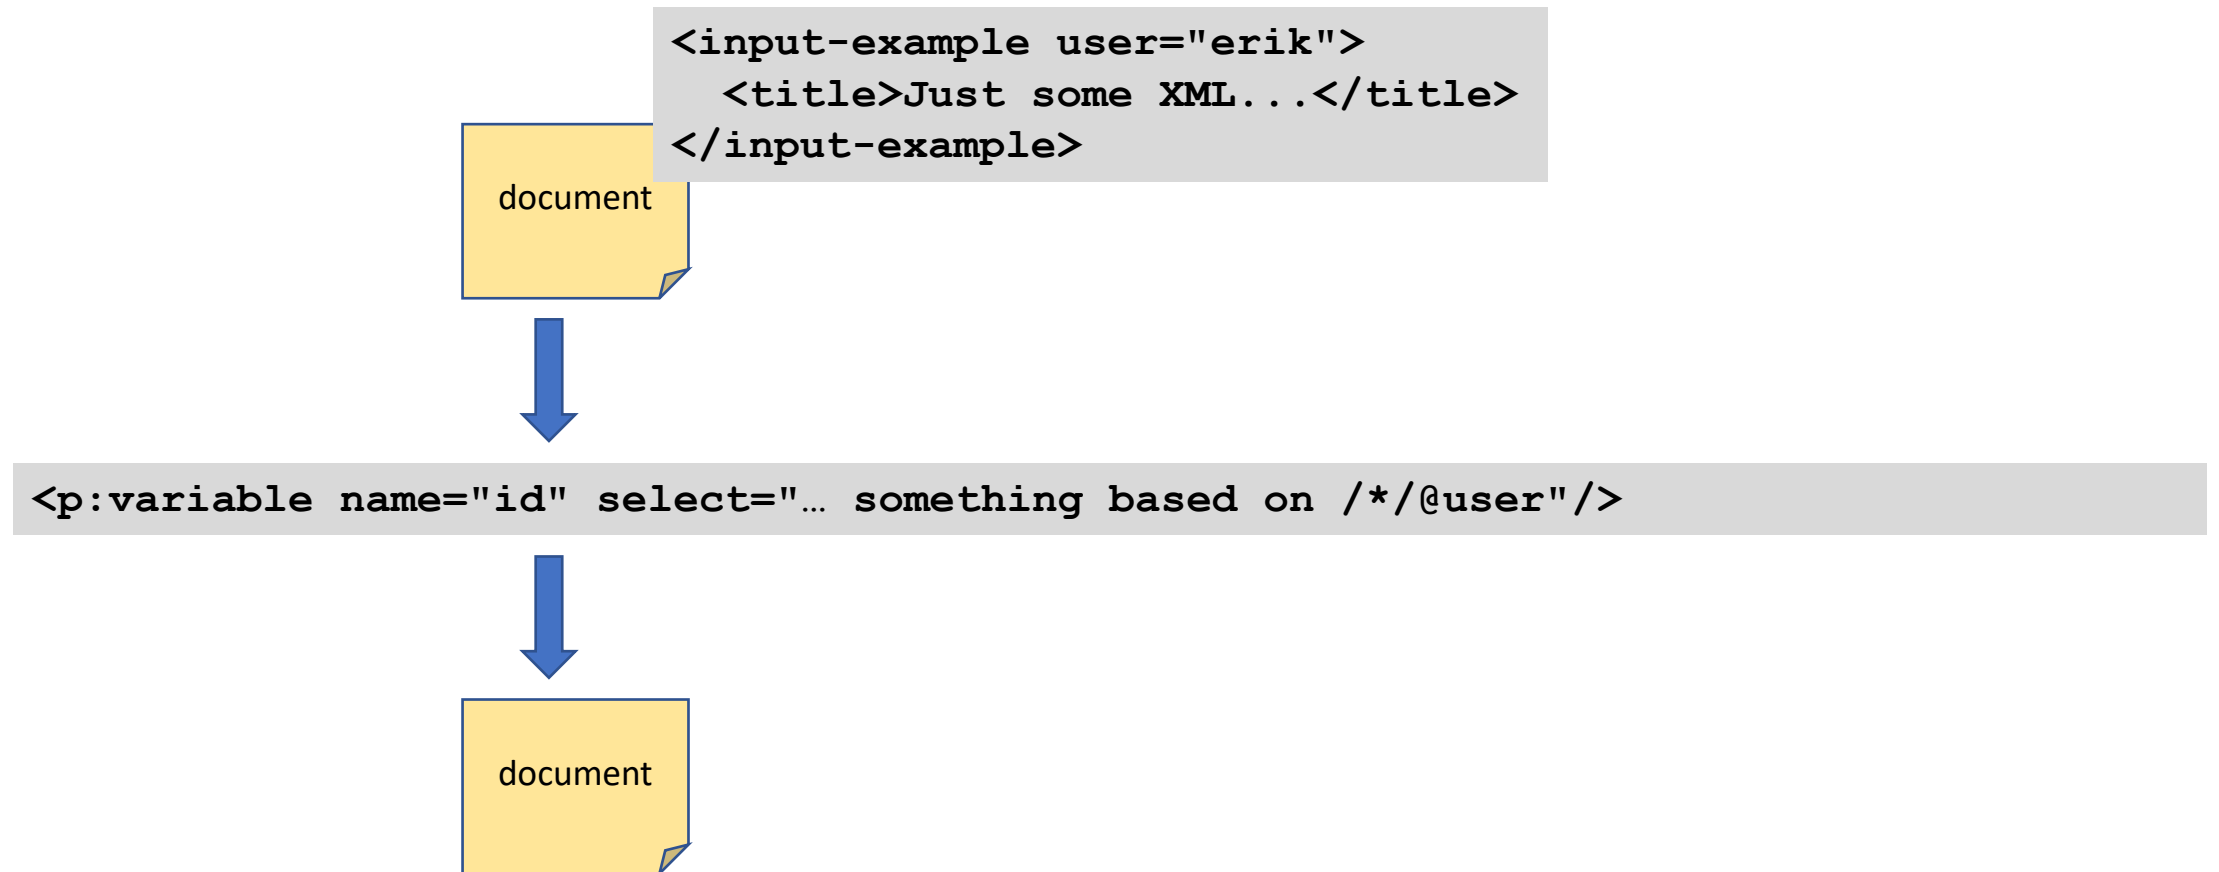 <input-example user="erik">
  <title>Just some XML...</title>
</input-example>
document
<p:variable name="id" select="… something based on /*/@user"/>
document